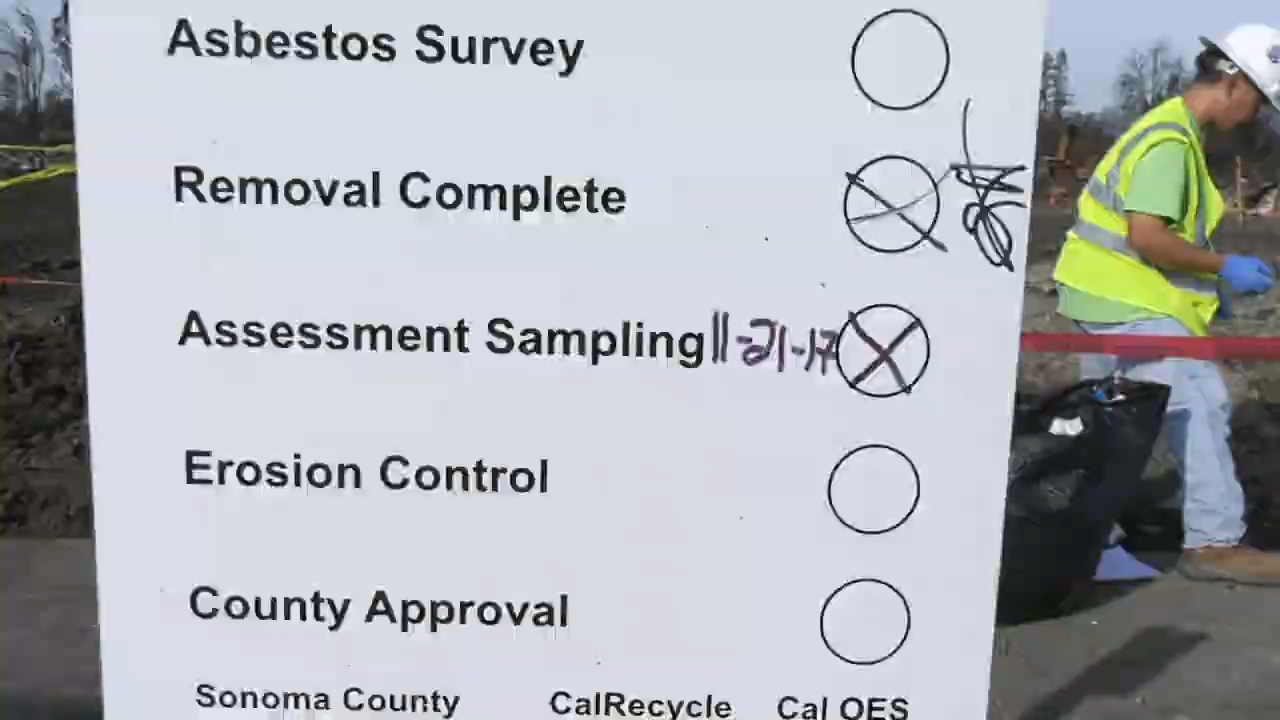 Asbestos Survey
Removal Complete
Assessment Sampling 11-21-17
Erosion Control
County Approval
Sonoma County CalRecycle Cal OES